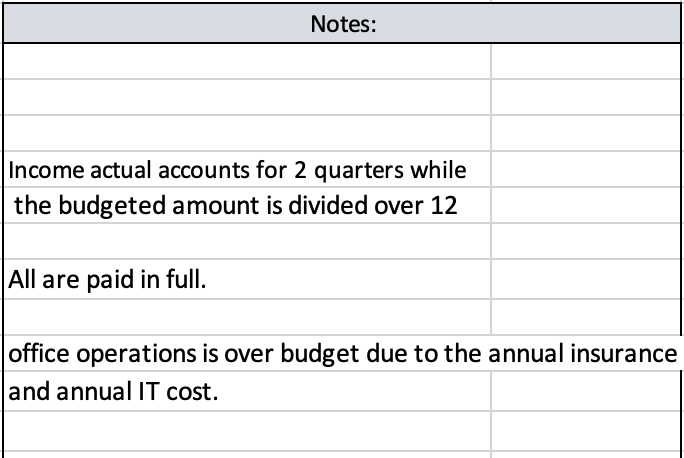 Notes:
Income actual accounts for 2 quarters while
the budgeted amount is divided over 12
All are paid in full.
office operations is over budget due to the annual insurance
and annual IT cost.